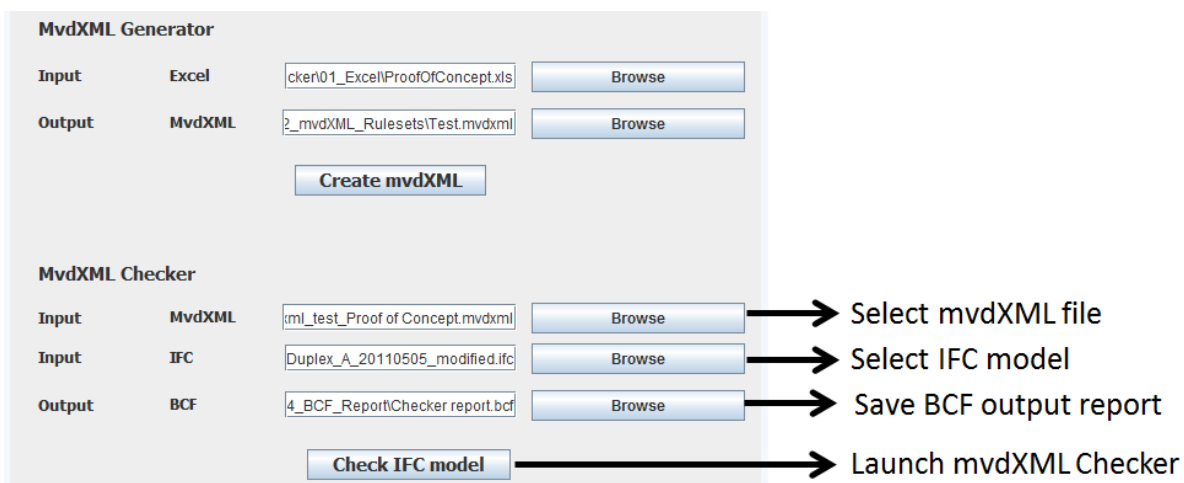 MvdXML Generator
Input Excel cker\01_Excel\ProofOfConcept.xls Browse
Output MvdXML 2_mvdXML_Rulesets\Test.mvdxml Browse
Create mvdXML
MvdXML Checker
Input MvdXML xml_test_Proof of Concept.mvdxml Browse Select mvdXML file
Input IFC Duplex_A_20110505_modified.ifc Browse Select IFC model
Output BCF 4_BCF_Report\Checker report.bcf Browse Save BCF output report
Check IFC model Launch mvdXML Checker